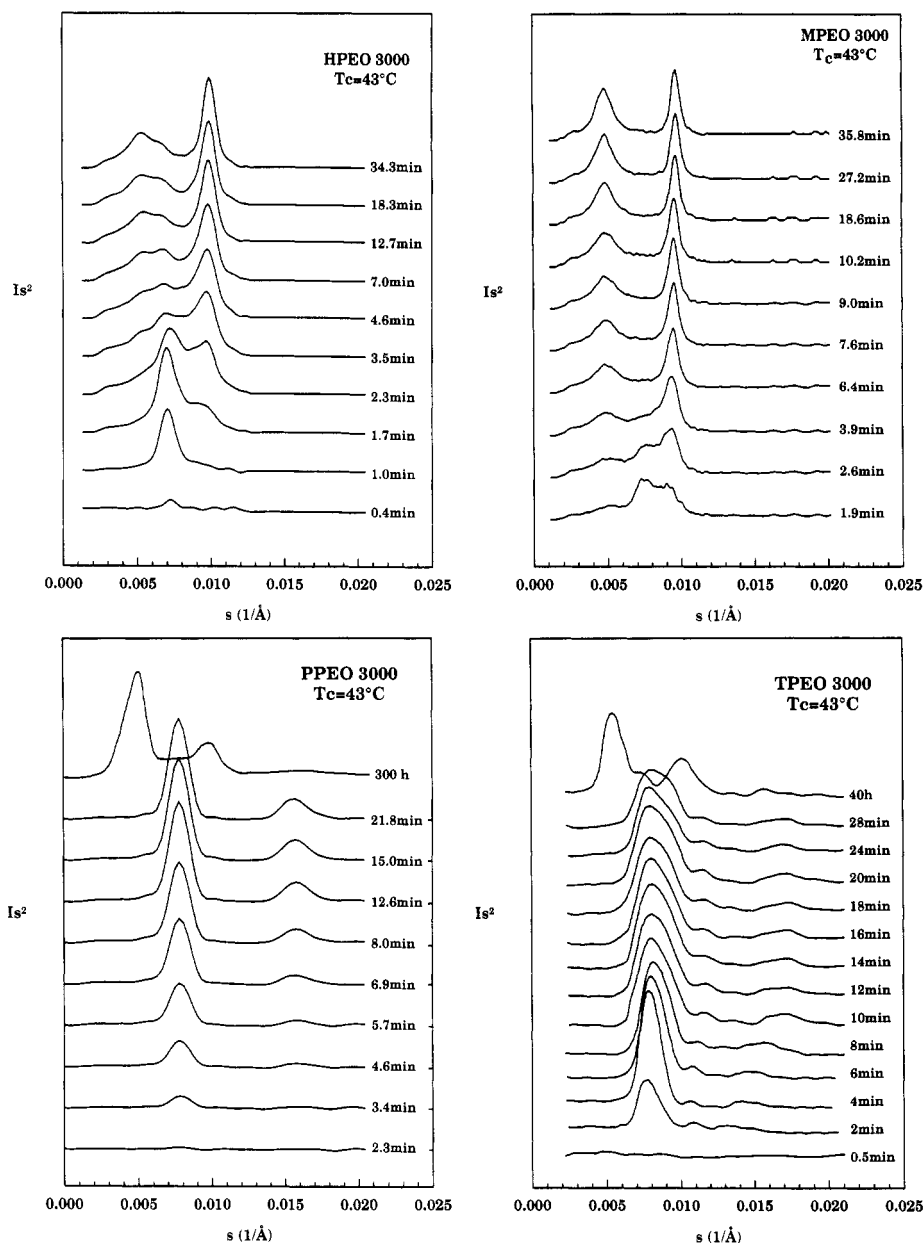 HPEO 3000
Tc=43°C
34.3min
18.3min
12.7min
7.0min
4.6min
3.5min
2.3min
1.7min
1.0min
0.4min
Is²
0.000 0.005 0.010 0.015 0.020 0.025
s (1/Å)
MPEO 3000
Tc=43°C
35.8min
27.2min
18.6min
10.2min
9.0min
7.6min
6.4min
3.9min
2.6min
1.9min
Is²
0.000 0.005 0.010 0.015 0.020 0.025
s (1/Å)
PPEO 3000
Tc=43°C
300 h
21.8min
15.0min
12.6min
8.0min
6.9min
5.7min
4.6min
3.4min
2.3min
Is²
0.000 0.005 0.010 0.015 0.020 0.025
s (1/Å)
TPEO 3000
Tc=43°C
40h
28min
24min
20min
18min
16min
14min
12min
10min
8min
6min
4min
2min
0.5min
Is²
0.000 0.005 0.010 0.015 0.020 0.025
s (1/Å)